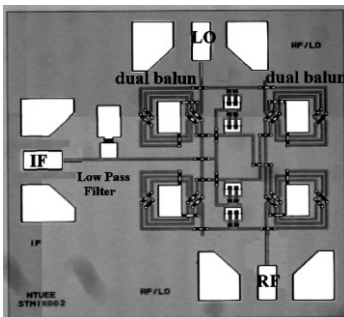 LO
RF/LO
dual balun
dual balun
IF
Low Pass
Filter
IF
NTUEE
STMIX002
RF/LO
RF